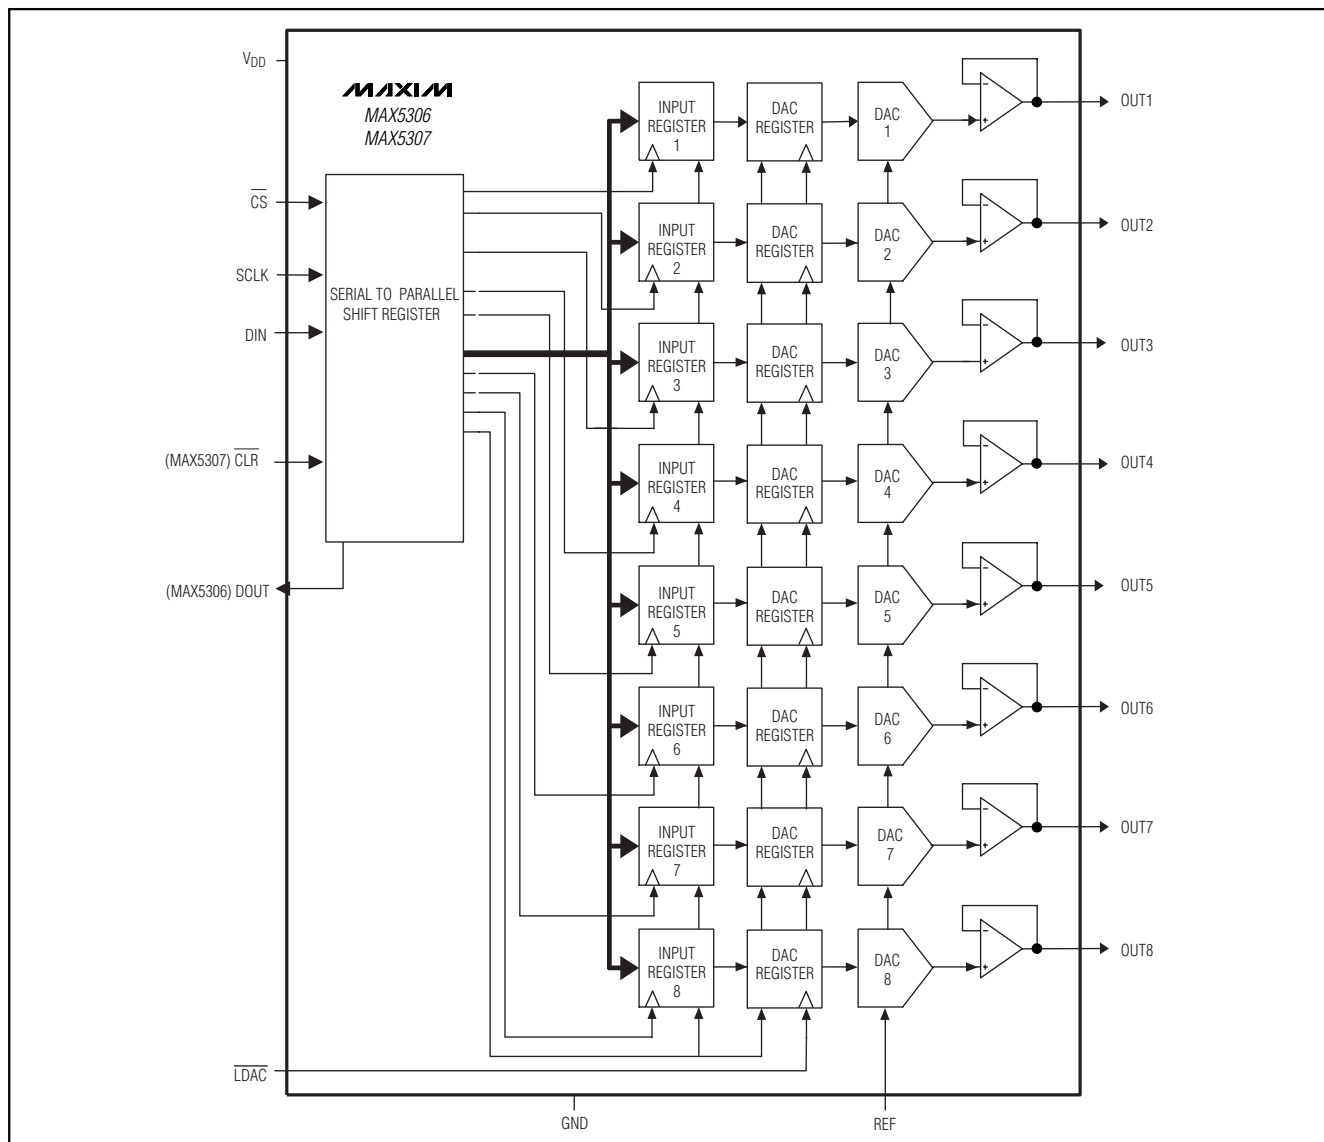 VDD
MAXIM
MAX5306
MAX5307
CS
SCLK
DIN
(MAX5307) CLR
(MAX5306) DOUT
LDAC
SERIAL TO PARALLEL
SHIFT REGISTER
INPUT
REGISTER
1
DAC
REGISTER
DAC
1
-
+
OUT1
INPUT
REGISTER
2
DAC
REGISTER
DAC
2
-
+
OUT2
INPUT
REGISTER
3
DAC
REGISTER
DAC
3
-
+
OUT3
INPUT
REGISTER
4
DAC
REGISTER
DAC
4
-
+
OUT4
INPUT
REGISTER
5
DAC
REGISTER
DAC
5
-
+
OUT5
INPUT
REGISTER
6
DAC
REGISTER
DAC
6
-
+
OUT6
INPUT
REGISTER
7
DAC
REGISTER
DAC
7
-
+
OUT7
INPUT
REGISTER
8
DAC
REGISTER
DAC
8
-
+
OUT8
GND
REF